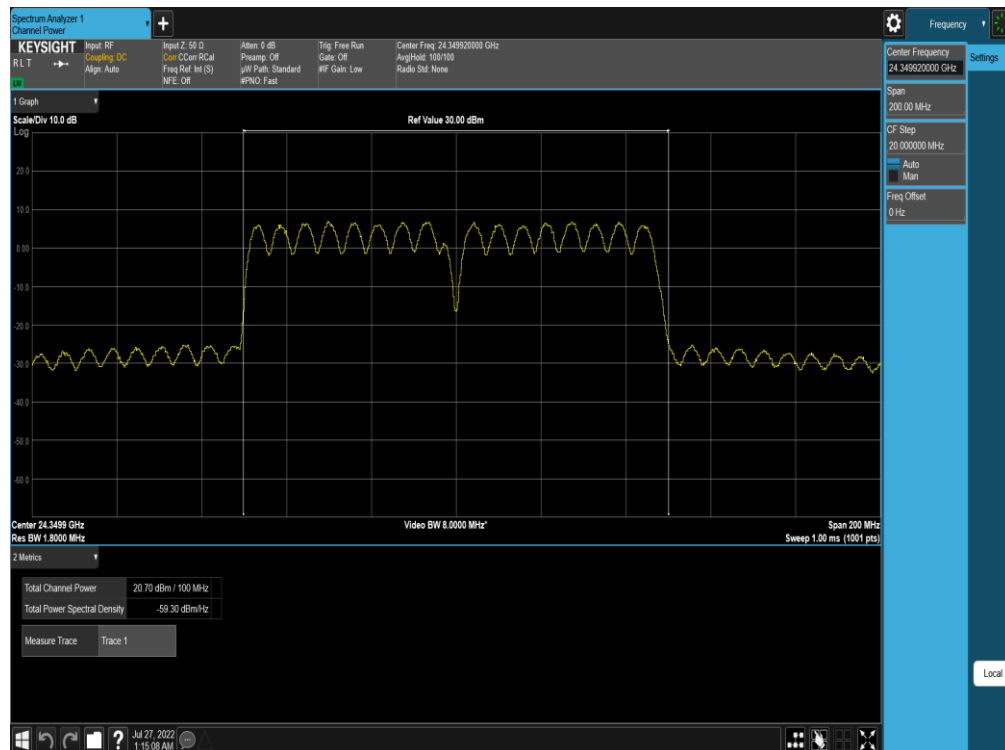 Spectrum Analyzer 1
Channel Power
+
Frequency
KEYSIGHT
R L T
Input: RF
Coupling: DC
Align: Auto
Input Z: 50 Ω
Corr CCorr RCal
Freq Ref: Int (S)
NFE: Off
Atten: 0 dB
Preamp: Off
µW Path: Standard
#PNO: Fast
Trig: Free Run
Gate: Off
#IF Gain: Low
Center Freq: 24.349920000 GHz
Avg|Hold: 100/100
Radio Std: None
Center Frequency
24.349920000 GHz
Settings
Span
200.00 MHz
CF Step
20.000000 MHz
Auto
Man
Freq Offset
0 Hz
1 Graph
Scale/Div 10.0 dB
Ref Value 30.00 dBm
Log
20.0
10.0
0.00
-10.0
-20.0
-30.0
-40.0
-50.0
-60.0
Center 24.3499 GHz
Video BW 8.0000 MHz*
Span 200 MHz
Res BW 1.8000 MHz
Sweep 1.00 ms (1001 pts)
2 Metrics
Total Channel Power 20.70 dBm / 100 MHz
Total Power Spectral Density -59.30 dBm/Hz
Measure Trace Trace 1
Local
?
Jul 27, 2022
1:15:08 AM